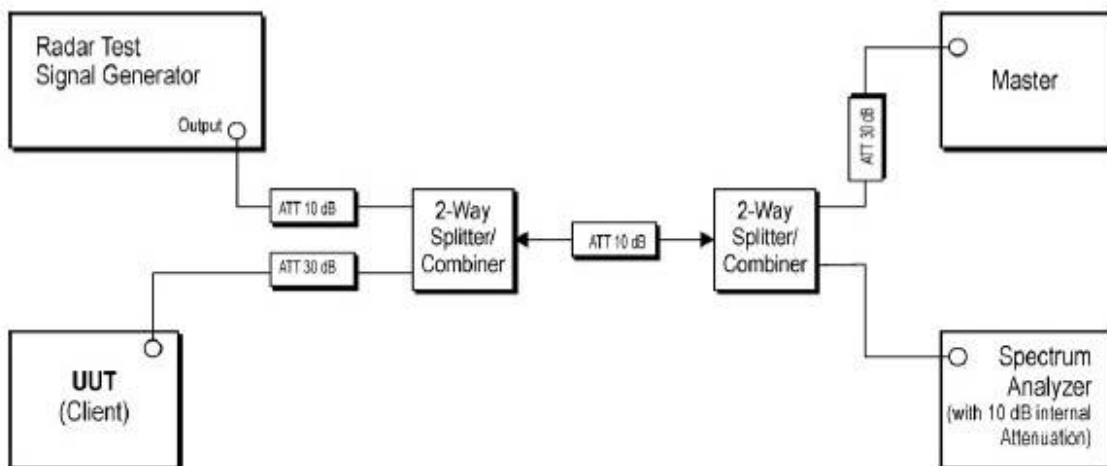 Radar Test
Signal Generator
Output
ATT 10 dB
ATT 30 dB
UUT
(Client)
2-Way
Splitter/
Combiner
ATT 10 dB
2-Way
Splitter/
Combiner
ATT 30 dB
Master
Spectrum
Analyzer
(with 10 dB internal
Attenuation)